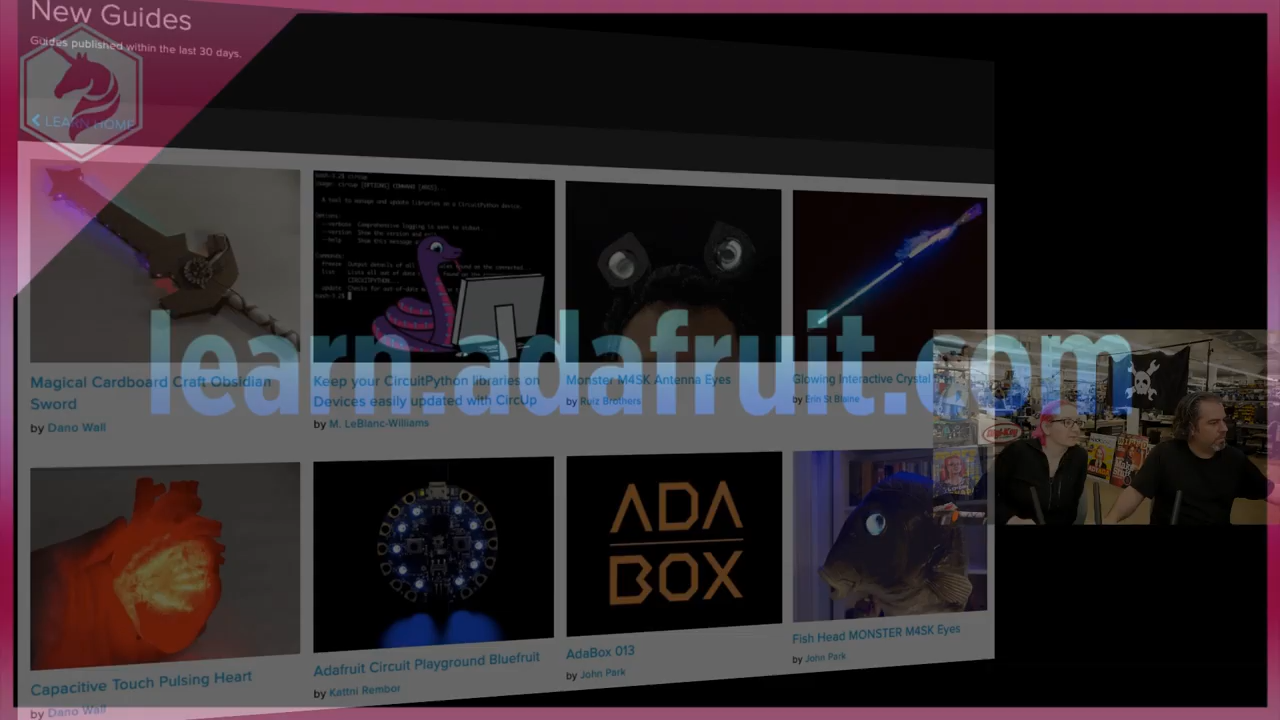 New Guides
Guides published within the last 30 days.
LEARN HOME
learn.adafruit.com
Magical Cardboard Craft Obsidian
Sword
by Dano Wall
Keep your CircuitPython libraries on
Devices easily updated with CircUp
by M. LeBlanc-Williams
Monster M4SK Antenna Eyes
by Ruiz Brothers
Glowing Interactive Crystal
by Erin St Blaine
ADA
BOX
Capacitive Touch Pulsing Heart
by Dano Wall
Adafruit Circuit Playground Bluefruit
by Kattni Rembor
AdaBox 013
by John Park
Fish Head MONSTER M4SK Eyes
by John Park